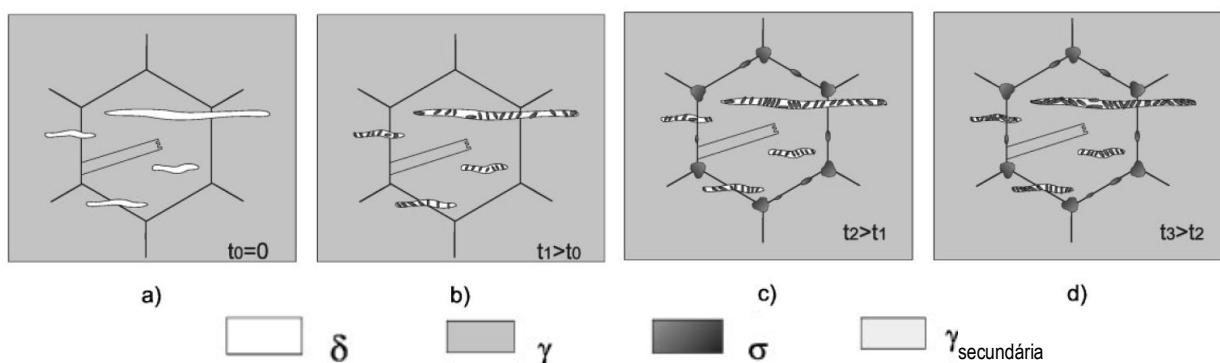 t0=0
t1>t0
t2>t1
t3>t2
a)
b)
c)
d)
δ
γ
σ
γsecundária